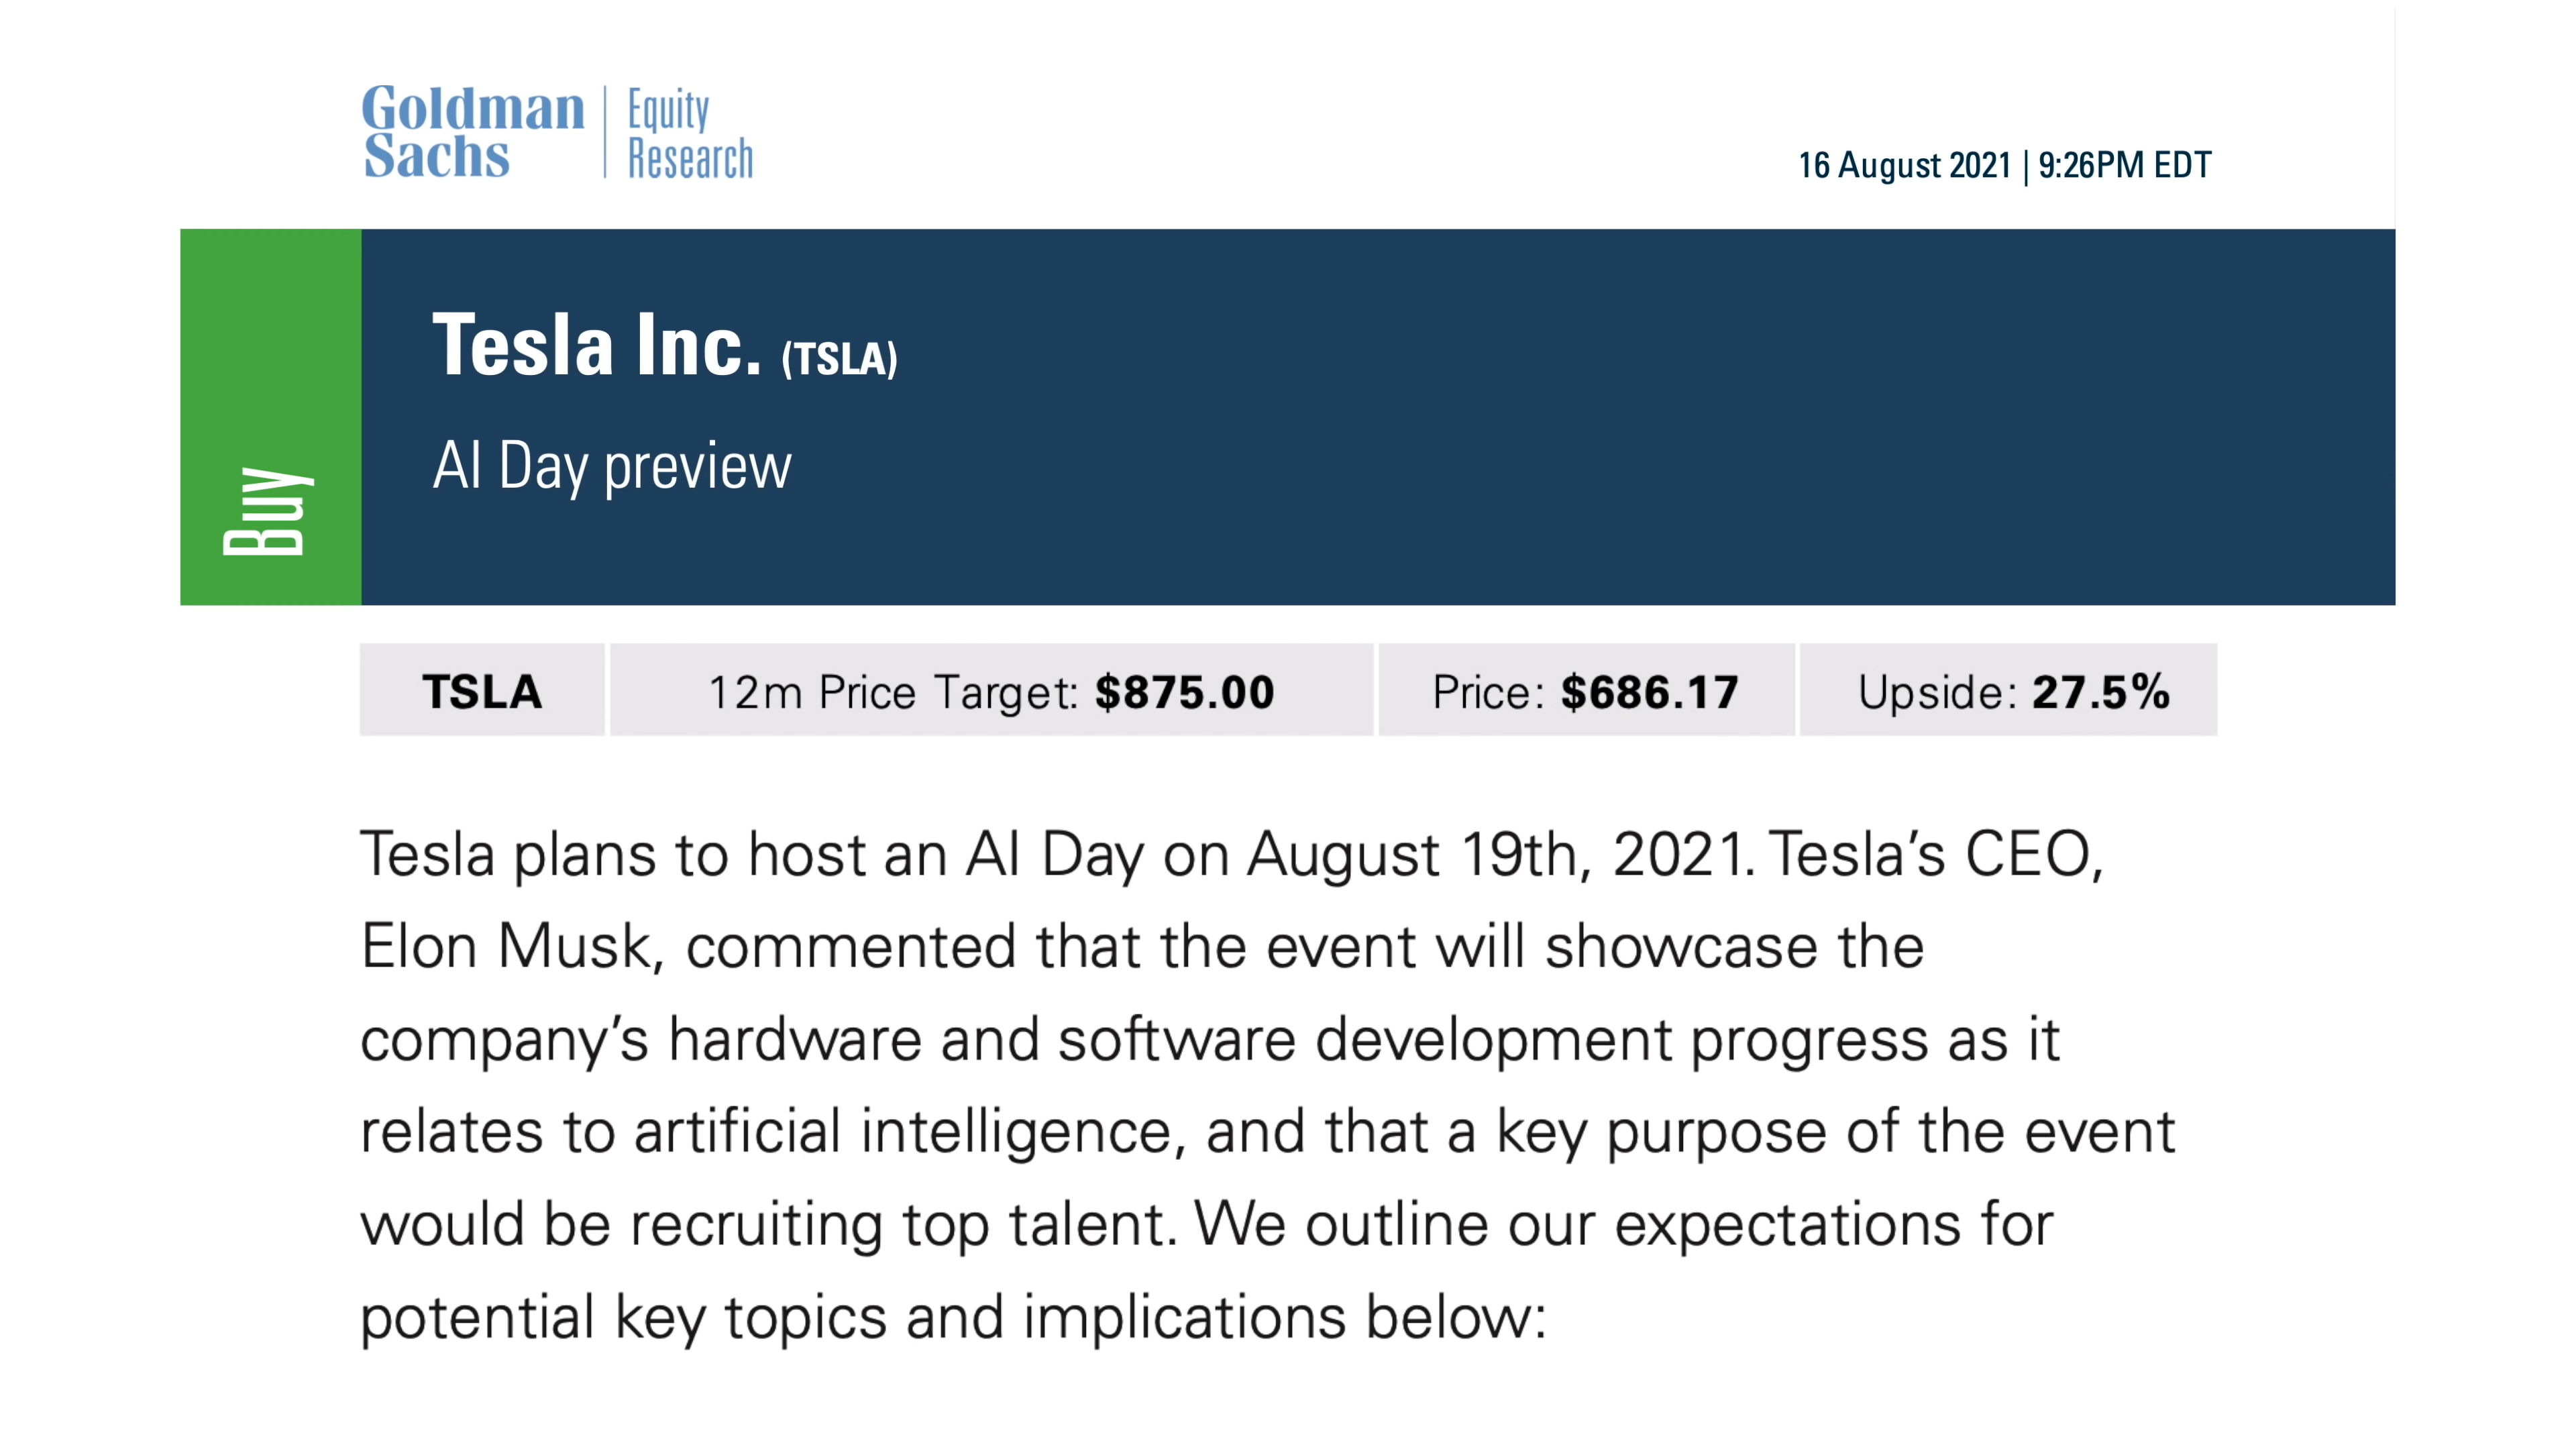 Goldman Sachs
Equity Research
16 August 2021 | 9:26PM EDT
Buy
Tesla Inc. (TSLA)
AI Day preview
TSLA 12m Price Target: $875.00 Price: $686.17 Upside: 27.5%
Tesla plans to host an AI Day on August 19th, 2021. Tesla’s CEO,
Elon Musk, commented that the event will showcase the
company’s hardware and software development progress as it
relates to artificial intelligence, and that a key purpose of the event
would be recruiting top talent. We outline our expectations for
potential key topics and implications below: